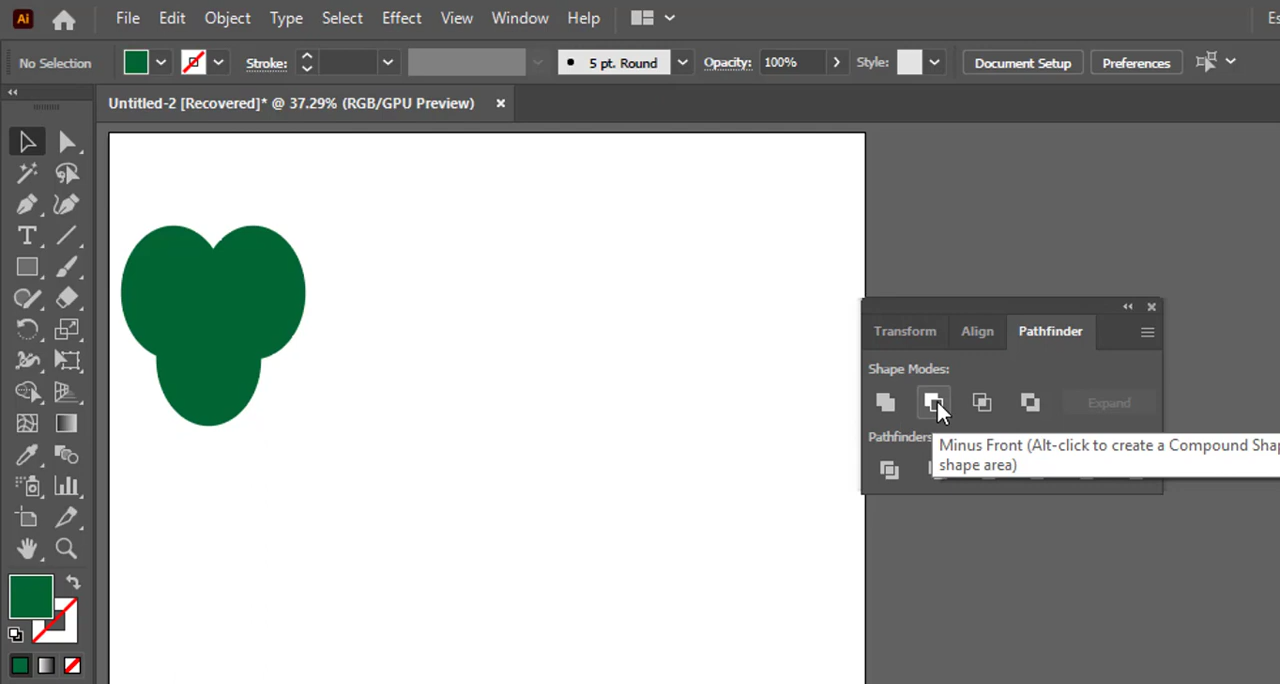 Ai File Edit Object Type Select Effect View Window Help
No Selection Stroke: 5 pt. Round Opacity: 100% Style: Document Setup Preferences
Untitled-2 [Recovered]* @ 37.29% (RGB/GPU Preview)
Transform Align Pathfinder
Shape Modes:
Expand
Pathfinders
Minus Front (Alt-click to create a Compound Shap
shape area)